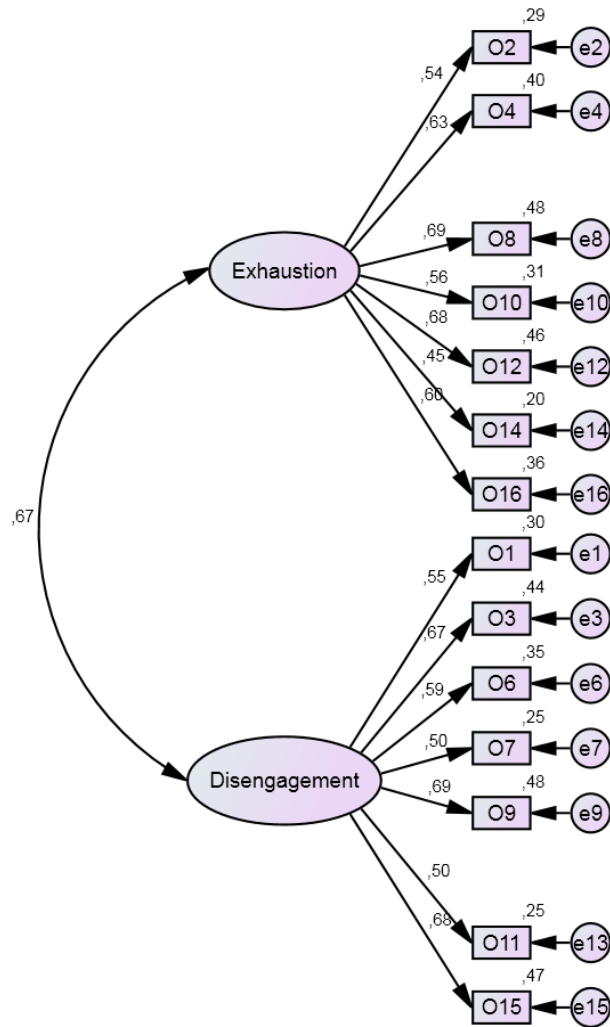 ,29
O2 e2
,54
,40
O4 e4
,63
,48
O8 e8
,69
Exhaustion
,31
O10 e10
,56
,46
O12 e12
,68
,20
O14 e14
,45
,36
O16 e16
,60
,67
,30
O1 e1
,55
,44
O3 e3
,67
,35
O6 e6
,59
,25
O7 e7
,50
Disengagement
,48
O9 e9
,69
,25
O11 e13
,50
,47
O15 e15
,68